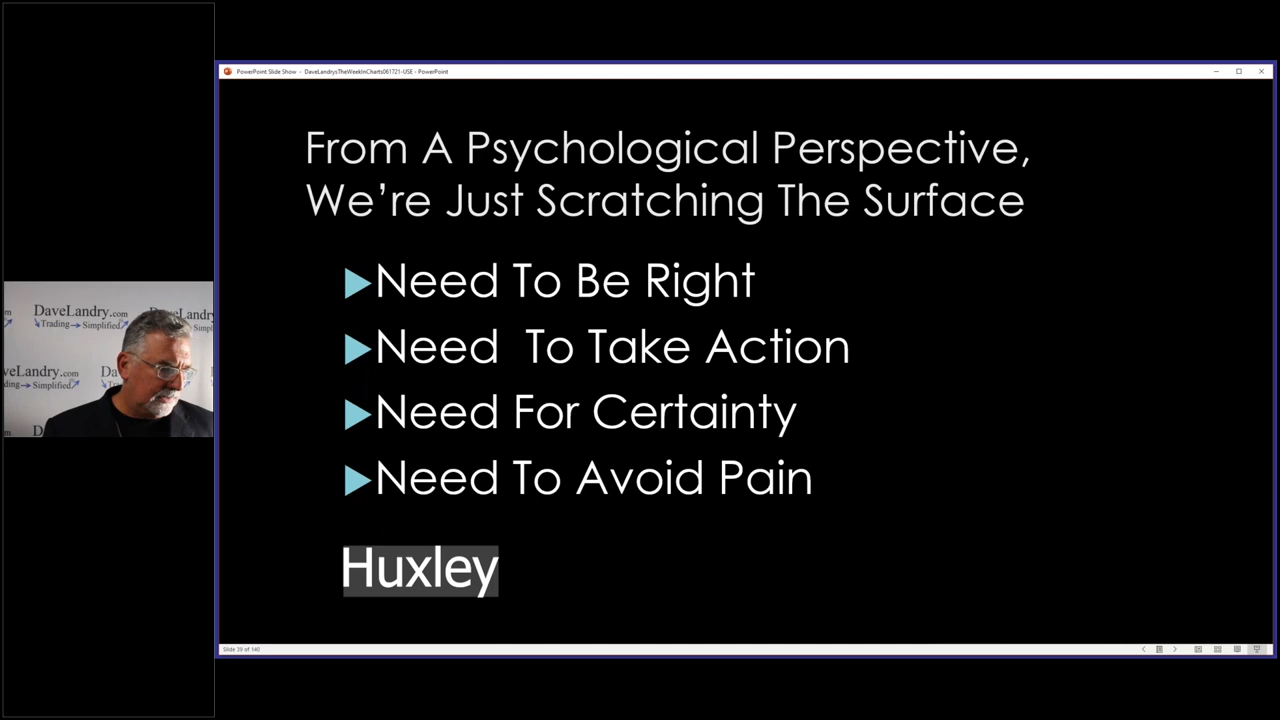 PowerPoint Slide Show - DaveLandrysTheWeekInCharts061721-USE - PowerPoint
From A Psychological Perspective,
We're Just Scratching The Surface
Need To Be Right
Need To Take Action
Need For Certainty
Need To Avoid Pain
Huxley
DaveLandry.com
Trading Simplified
Slide 39 of 140